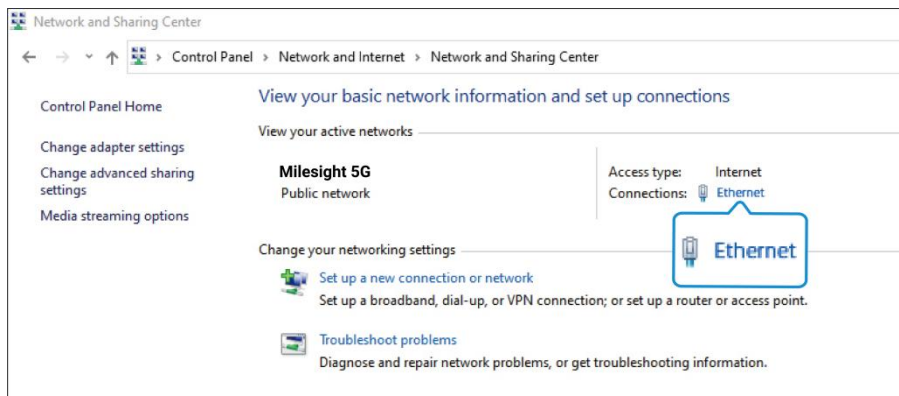 Network and Sharing Center
Control Panel > Network and Internet > Network and Sharing Center
Control Panel Home
Change adapter settings
Change advanced sharing
settings
Media streaming options
View your basic network information and set up connections
View your active networks
Milesight 5G
Public network
Access type: Internet
Connections: Ethernet
Ethernet
Change your networking settings
Set up a new connection or network
Set up a broadband, dial-up, or VPN connection; or set up a router or access point.
Troubleshoot problems
Diagnose and repair network problems, or get troubleshooting information.